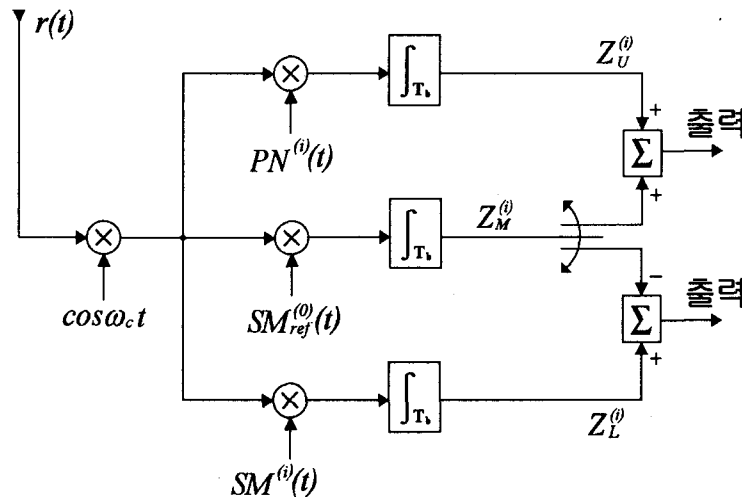 r(t)
∫T_b
Z_U^(i)
+
출력
PN^(i)(t)
Σ
+
∫T_b
Z_M^(i)
cosω_c t
SM_ref^(0)(t)
−
출력
Σ
+
∫T_b
Z_L^(i)
SM^(i)(t)